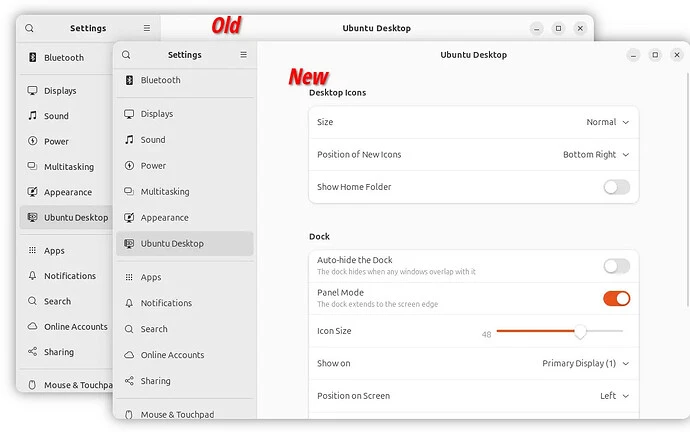 Settings
Old
Ubuntu Desktop
Bluetooth
Displays
Sound
Power
Multitasking
Appearance
Ubuntu Desktop
Apps
Notifications
Search
Online Accounts
Sharing
Mouse & Touchpad
Settings
Ubuntu Desktop
Bluetooth
Displays
Sound
Power
Multitasking
Appearance
Ubuntu Desktop
Apps
Notifications
Search
Online Accounts
Sharing
Mouse & Touchpad
New
Desktop Icons
Size Normal
Position of New Icons Bottom Right
Show Home Folder
Dock
Auto-hide the Dock
The dock hides when any windows overlap with it
Panel Mode
The dock extends to the screen edge
Icon Size 48
Show on Primary Display (1)
Position on Screen Left